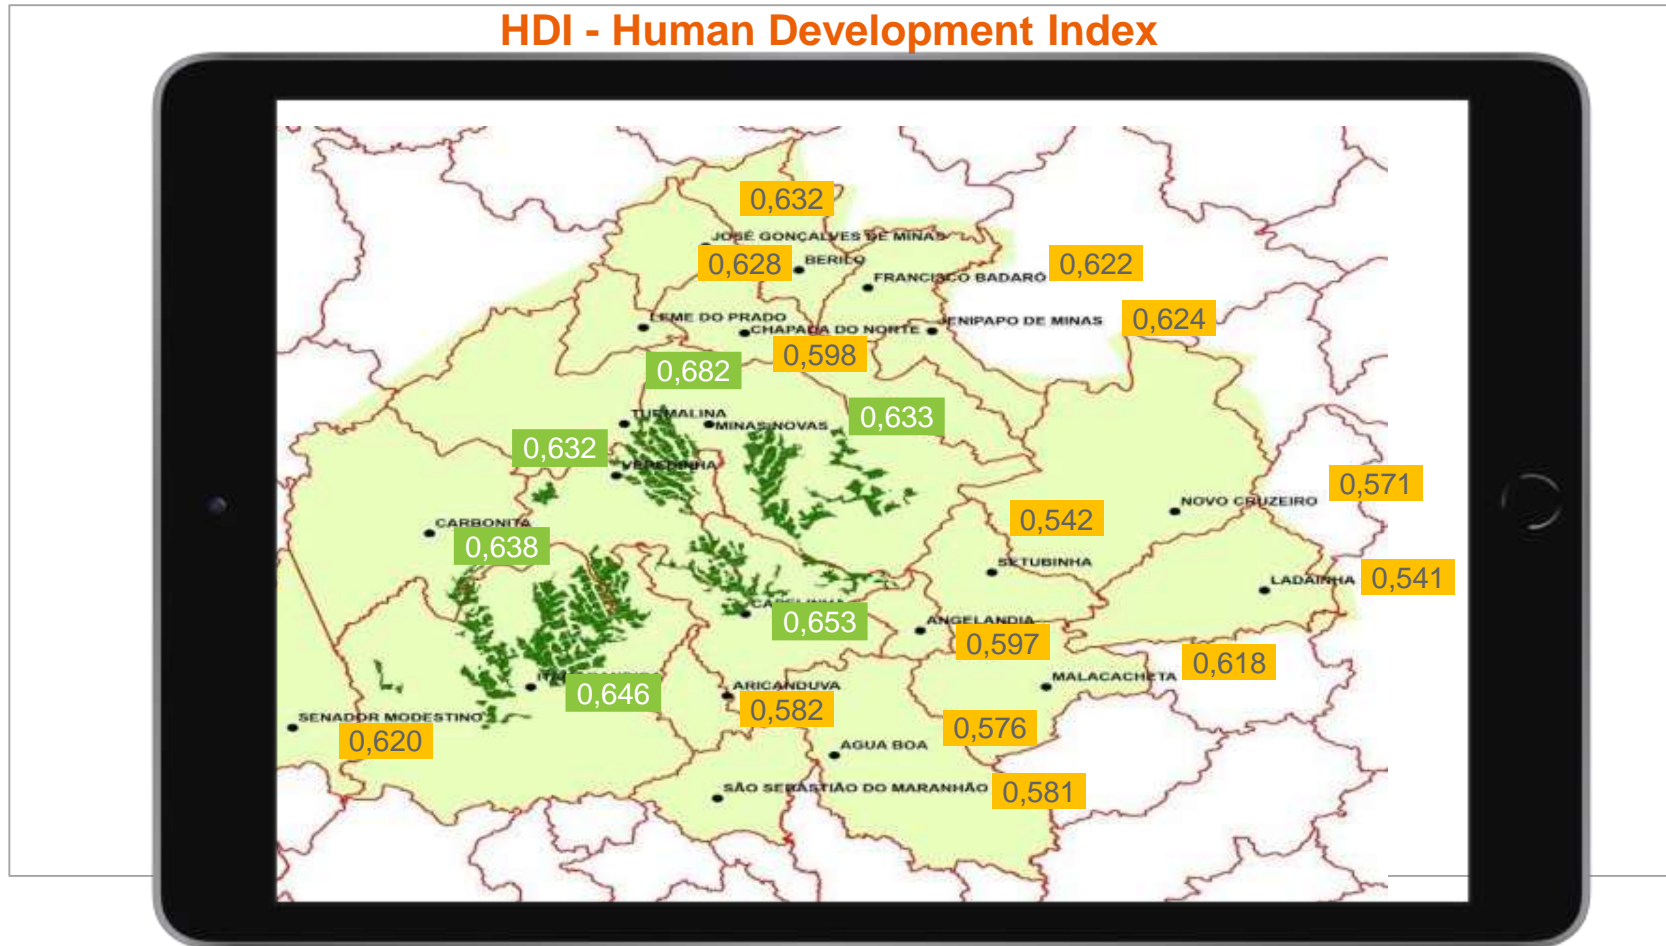 HDI - Human Development Index
0,632
JOSÉ GONÇALVES DE MINAS
0,628
BERILO
0,622
FRANCISCO BADARÓ
LEME DO PRADO
CHAPADA DO NORTE
JENIPAPO DE MINAS
0,624
0,598
0,682
0,633
TURMALINA
MINAS NOVAS
0,632
VEREDINHA
0,571
NOVO CRUZEIRO
0,542
CARBONITA
0,638
SETUBINHA
LADAINHA
0,541
CAPELINHA
0,653
ANGELANDIA
0,597
0,618
MALACACHETA
0,646
ARICANDUVA
0,582
SENADOR MODESTINO
0,620
0,576
AGUA BOA
SÃO SEBASTIÃO DO MARANHÃO
0,581